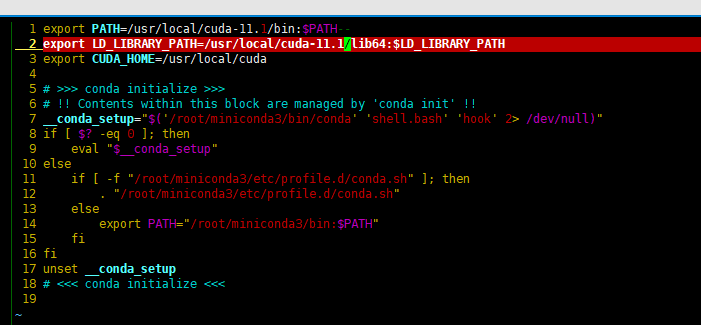 1 export PATH=/usr/local/cuda-11.1/bin:$PATH--
2 export LD_LIBRARY_PATH=/usr/local/cuda-11.1/lib64:$LD_LIBRARY_PATH
3 export CUDA_HOME=/usr/local/cuda
4
5 # >>> conda initialize >>>
6 # !! Contents within this block are managed by 'conda init' !!
7 __conda_setup="$('/root/miniconda3/bin/conda' 'shell.bash' 'hook' 2> /dev/null)"
8 if [ $? -eq 0 ]; then
9     eval "$__conda_setup"
10 else
11     if [ -f "/root/miniconda3/etc/profile.d/conda.sh" ]; then
12         . "/root/miniconda3/etc/profile.d/conda.sh"
13     else
14         export PATH="/root/miniconda3/bin:$PATH"
15     fi
16 fi
17 unset __conda_setup
18 # <<< conda initialize <<<
19
~